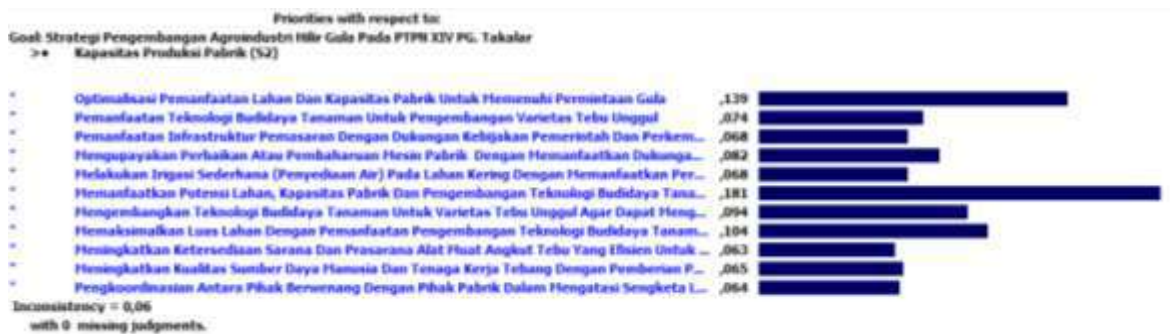 Priorities with respect to:
Goal: Strategi Pengembangan Agroindustri Hilir Gula Pada PTPN XIV PG. Takalar
>• Kapasitas Produksi Pabrik (S2)
Optimalisasi Pemanfaatan Lahan Dan Kapasitas Pabrik Untuk Memenuhi Permintaan Gula ,139
Pemanfaatan Teknologi Budidaya Tanaman Untuk Pengembangan Varietas Tebu Unggul ,074
Pemanfaatan Infrastruktur Pemasaran Dengan Dukungan Kebijakan Pemerintah Dan Perkem... ,068
Mengupayakan Perbaikan Atau Pembaharuan Mesin Pabrik Dengan Memanfaatkan Dukunga... ,082
Melakukan Irigasi Sederhana (Penyediaan Air) Pada Lahan Kering Dengan Memanfaatkan Per... ,068
Memanfaatkan Potensi Lahan, Kapasitas Pabrik Dan Pengembangan Teknologi Budidaya Tana... ,181
Mengembangkan Teknologi Budidaya Tanaman Untuk Varietas Tebu Unggul Agar Dapat Meng... ,094
Memaksimalkan Luas Lahan Dengan Pemanfaatan Pengembangan Teknologi Budidaya Tanam... ,104
Meningkatkan Ketersediaan Sarana Dan Prasarana Alat Muat Angkut Tebu Yang Efisien Untuk ... ,063
Meningkatkan Kualitas Sumber Daya Manusia Dan Tenaga Kerja Tebang Dengan Pemberian P... ,065
Pengkoordinasian Antara Pihak Berwenang Dengan Pihak Pabrik Dalam Mengatasi Sengketa L... ,064
Inconsistency = 0,06
with 0 missing judgments.